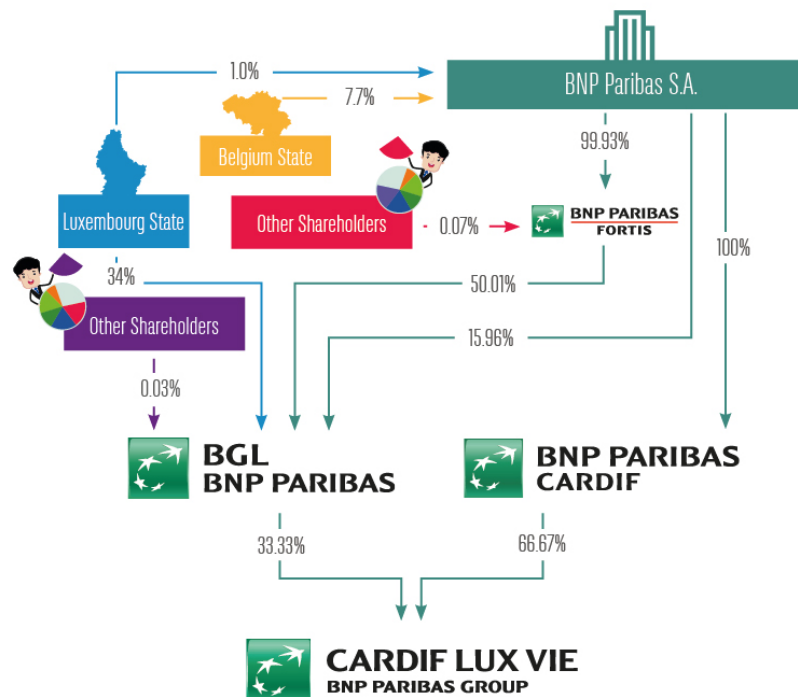 1.0%
BNP Paribas S.A.
7.7%
Belgium State
99.93%
Luxembourg State
Other Shareholders
0.07%
BNP PARIBAS
FORTIS
100%
34%
50.01%
Other Shareholders
15.96%
0.03%
BGL
BNP PARIBAS
BNP PARIBAS
CARDIF
33.33%
66.67%
CARDIF LUX VIE
BNP PARIBAS GROUP